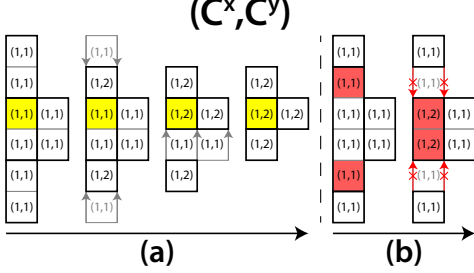 (C^x,C^y)
(1,1) (1,1) (1,1) (1,1)
(1,1) (1,2) (1,2) (1,2) (1,1) (1,1)
(1,1) (1,1) (1,1) (1,1) (1,2) (1,2) (1,2) (1,2) (1,1) (1,1) (1,2) (1,1)
(1,1) (1,1) (1,1) (1,1) (1,1) (1,1) (1,2) (1,1) (1,1) (1,2) (1,1)
(1,1) (1,2) (1,2) (1,1) (1,1)
(1,1) (1,1) (1,1) (1,1)
(a) (b)